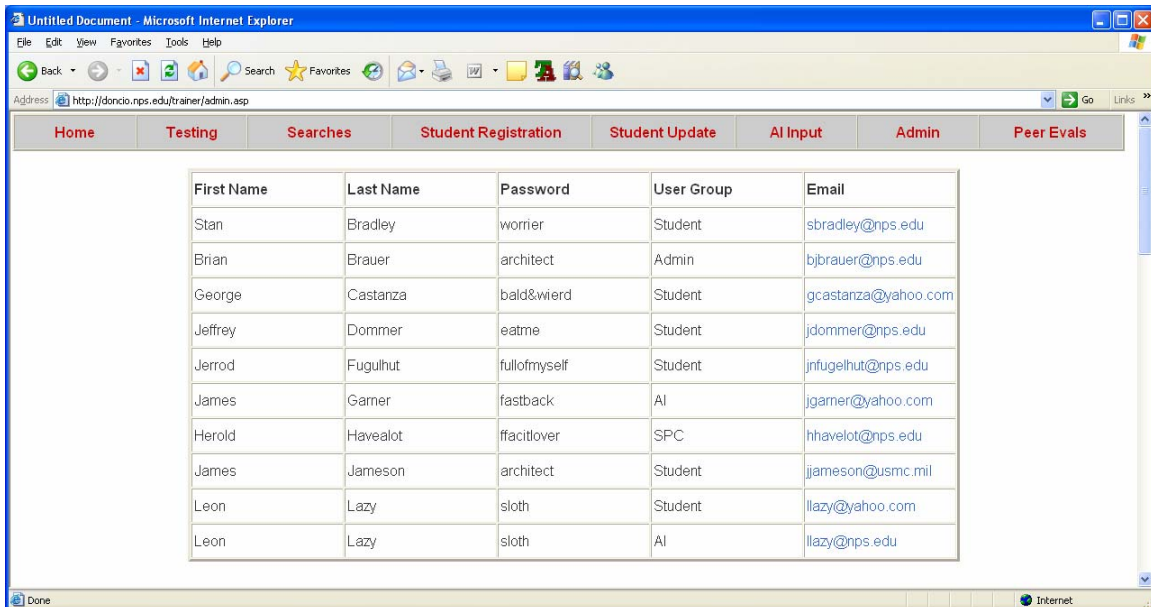 Untitled Document - Microsoft Internet Explorer
File Edit View Favorites Tools Help
Back Search Favorites
Address http://doncio.nps.edu/trainer/admin.asp Go Links »
Home Testing Searches Student Registration Student Update AI Input Admin Peer Evals
First Name Last Name Password User Group Email
Stan Bradley worrier Student sbradley@nps.edu
Brian Brauer architect Admin bjbrauer@nps.edu
George Castanza bald&wierd Student gcastanza@yahoo.com
Jeffrey Dommer eatme Student jdommer@nps.edu
Jerrod Fugulhut fullofmyself Student jnfugelhut@nps.edu
James Garner fastback AI jgarner@yahoo.com
Herold Havealot ffacitlover SPC hhavelot@nps.edu
James Jameson architect Student jjameson@usmc.mil
Leon Lazy sloth Student llazy@yahoo.com
Leon Lazy sloth AI llazy@nps.edu
Done Internet